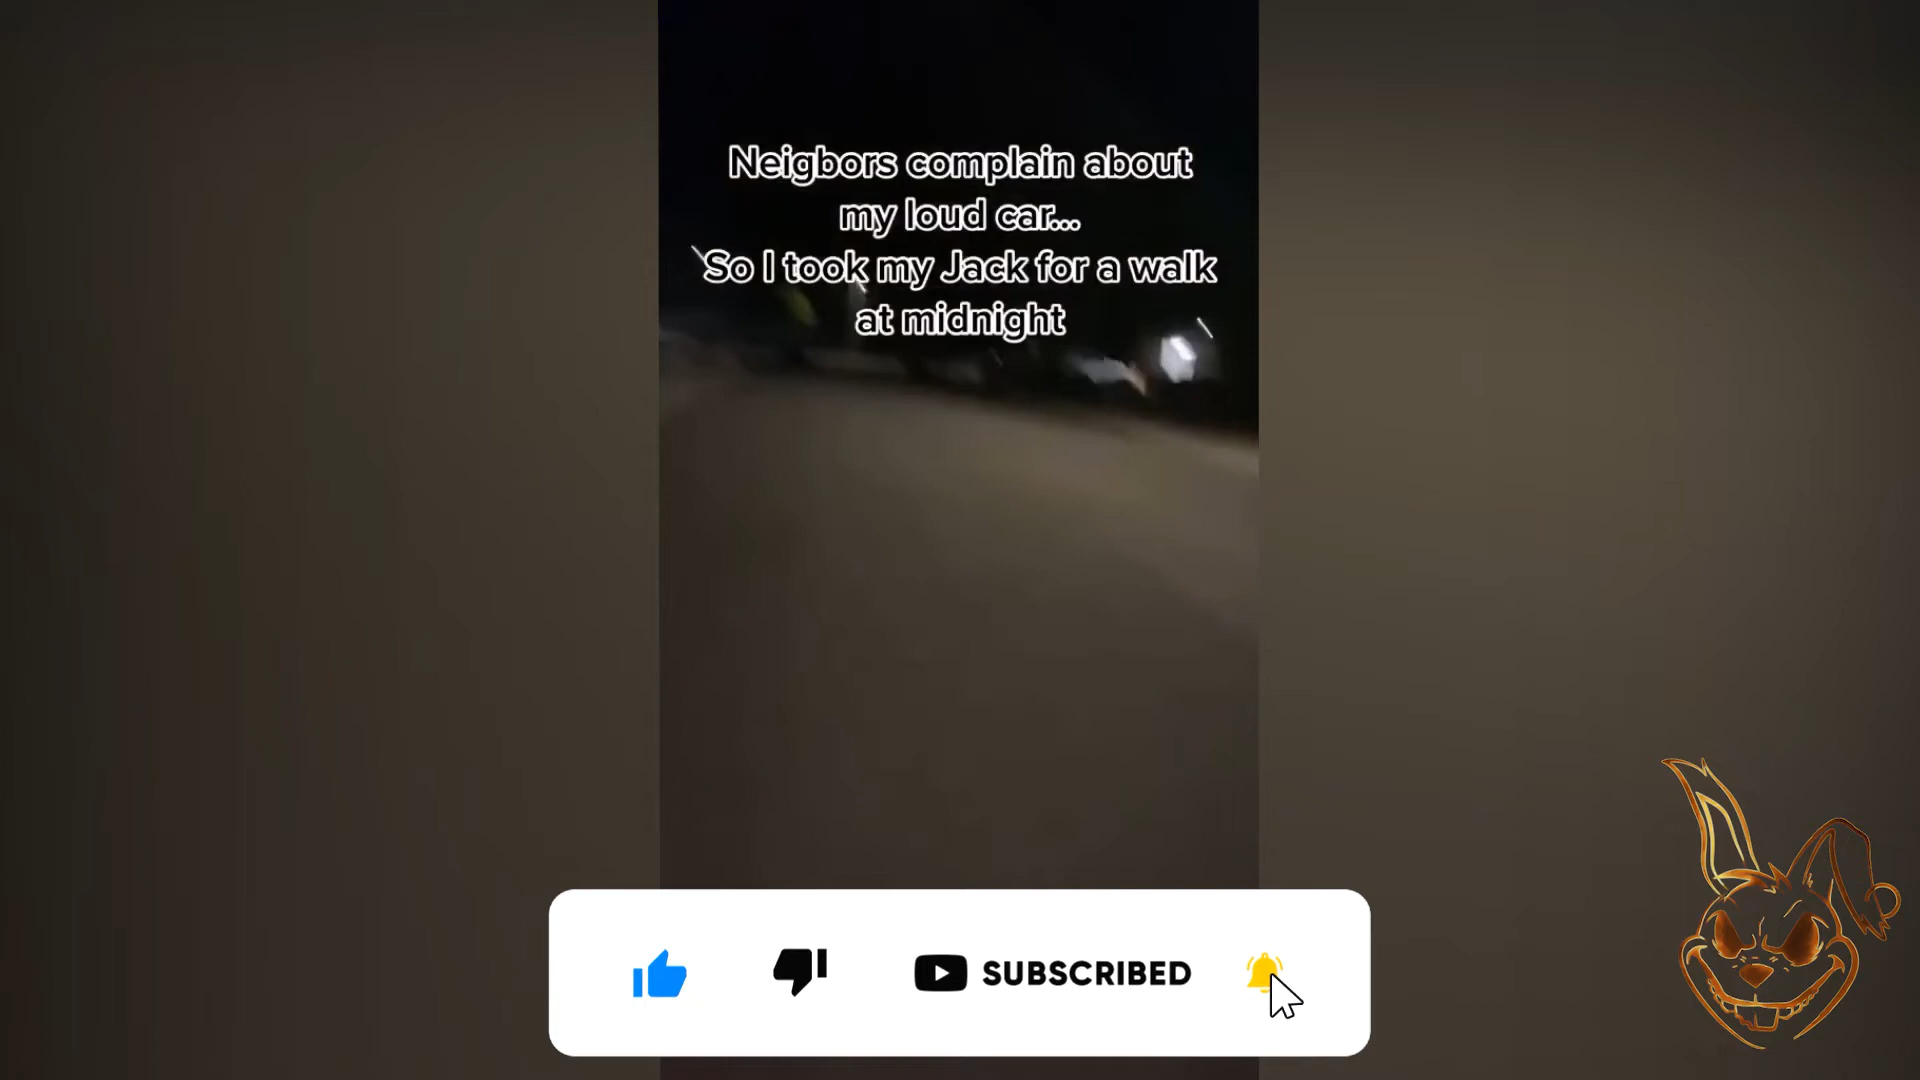 Neigbors complain about
my loud car...
So I took my Jack for a walk
at midnight
SUBSCRIBED